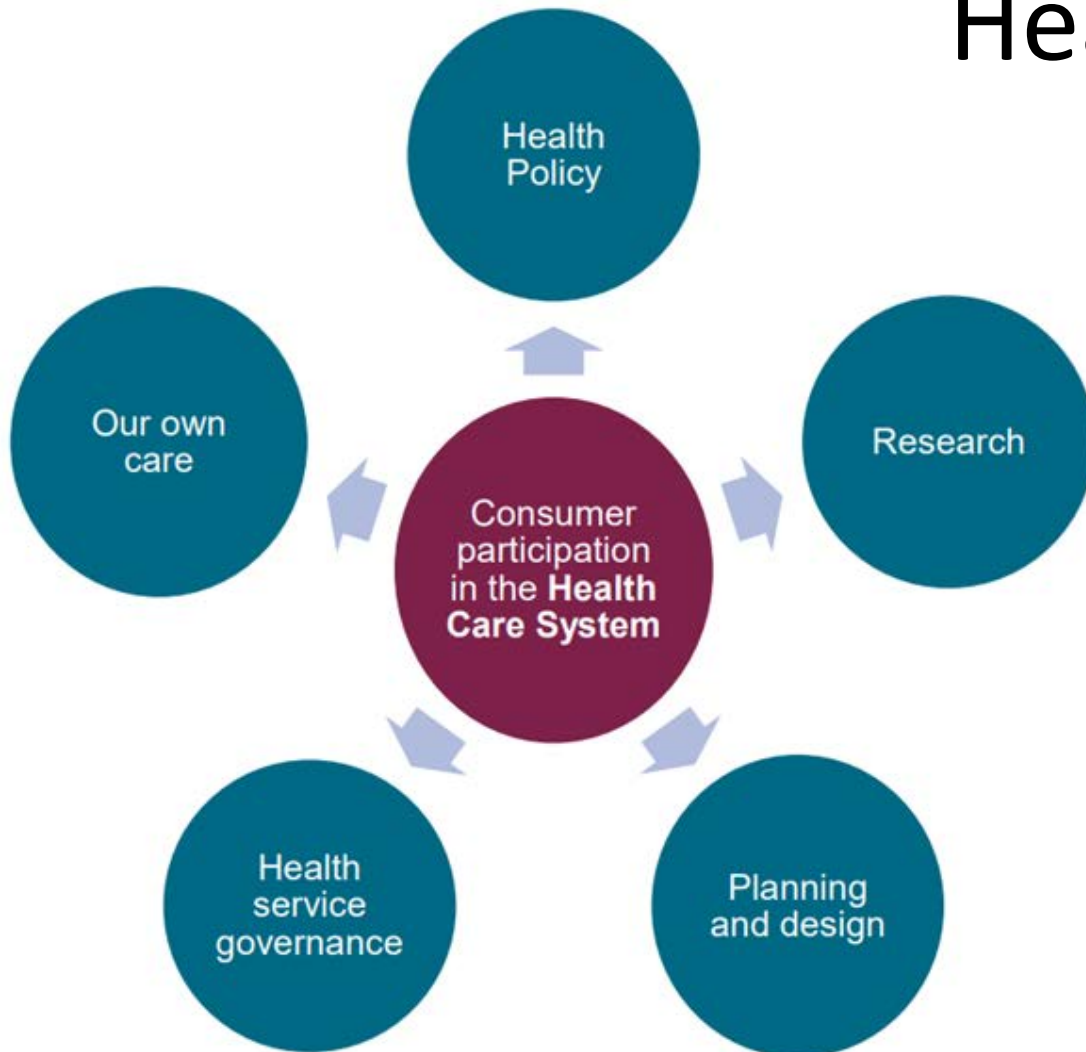 Health
Policy
Our own
care
Research
Consumer
participation
in the Health
Care System
Health
service
governance
Planning
and design